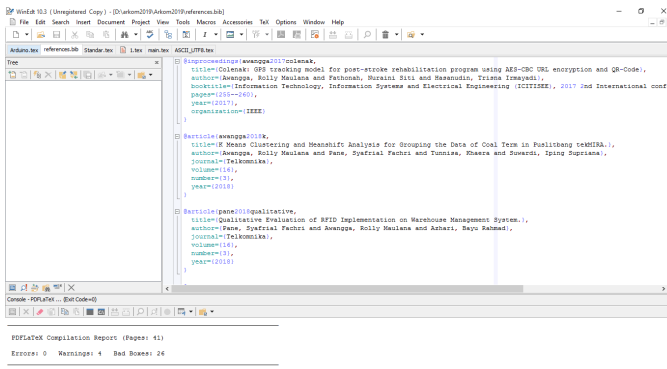 WinEdt 10.3 (Unregistered Copy) - [D:\arkom2019\Arkom-2019\references.bib]
File Edit Search Insert Document Project View Tools Macros Accessories TeX Options Window Help
Arduino.tex references.bib Standar.tex L.tex main.tex ASCII_UTF8.tex
Tree
@inproceedings{awangga2017colenak,
title={Colenak: GPS tracking model for post-stroke rehabilitation program using AES-CBC URL encryption and QR-Code},
author={Awangga, Rolly Maulana and Fathonah, Nuraini Siti and Hasanudin, Trisna Irmayadi},
booktitle={Information Technology, Information Systems and Electrical Engineering (ICITISEE), 2017 2nd International conf
pages={255--260},
year={2017},
organization={IEEE}
}
@article{awangga2018k,
title={K Means Clustering and Meanshift Analysis for Grouping the Data of Coal Term in Puslitbang tekMIRA.},
author={Awangga, Rolly Maulana and Pane, Syafrial Fachri and Tunnisa, Khaera and Suwardi, Iping Supriana},
journal={Telkomnika},
volume={16},
number={3},
year={2018}
}
@article{pane2018qualitative,
title={Qualitative Evaluation of RFID Implementation on Warehouse Management System.},
author={Pane, Syafrial Fachri and Awangga, Rolly Maulana and Azhari, Bayu Rahmad},
journal={Telkomnika},
volume={16},
number={3},
year={2018}
}
Console - PDFLaTeX ... (Exit Code=0)
PDFLaTeX Compilation Report (Pages: 41)
Errors: 0 Warnings: 4 Bad Boxes: 26